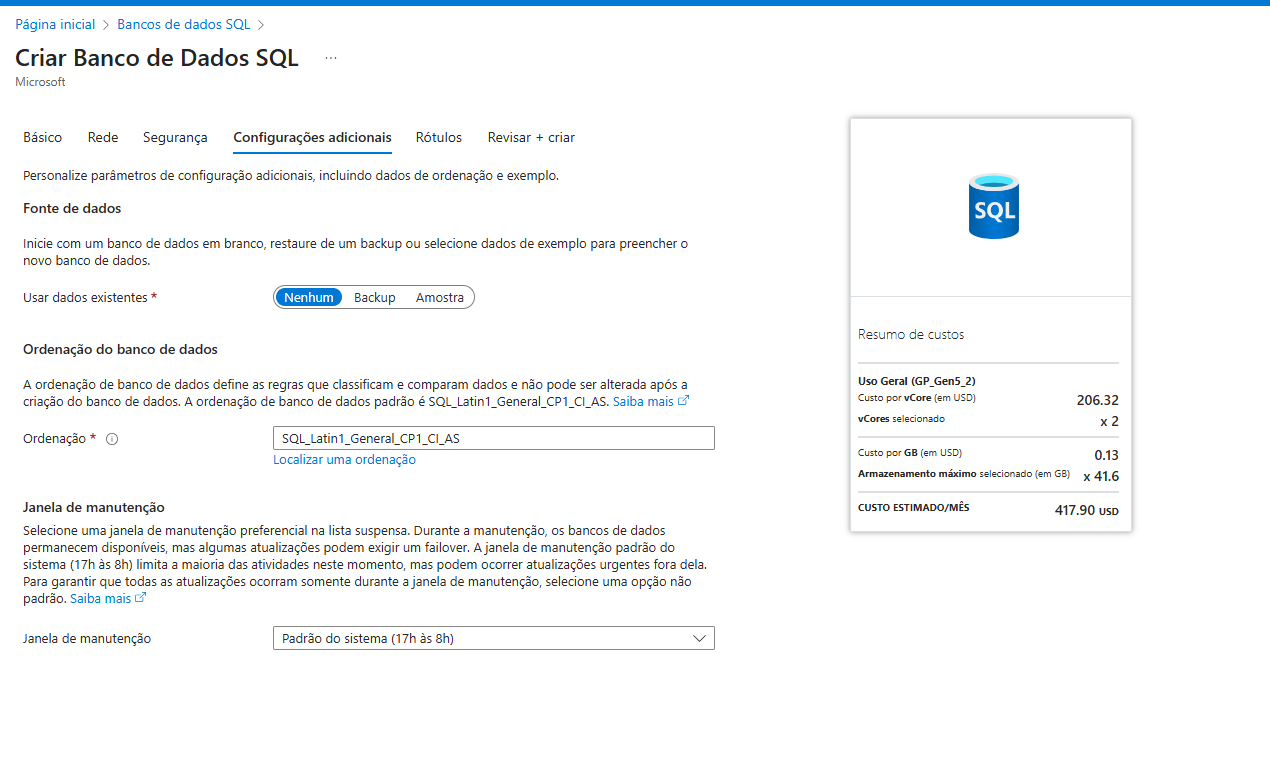 Página inicial > Bancos de dados SQL >
Criar Banco de Dados SQL ...
Microsoft
Básico Rede Segurança Configurações adicionais Rótulos Revisar + criar
Personalize parâmetros de configuração adicionais, incluindo dados de ordenação e exemplo.
Fonte de dados
Inicie com um banco de dados em branco, restaure de um backup ou selecione dados de exemplo para preencher o
novo banco de dados.
Usar dados existentes * Nenhum Backup Amostra
Ordenação do banco de dados
A ordenação de banco de dados define as regras que classificam e comparam dados e não pode ser alterada após a
criação do banco de dados. A ordenação de banco de dados padrão é SQL_Latin1_General_CP1_CI_AS. Saiba mais
Ordenação * SQL_Latin1_General_CP1_CI_AS
Localizar uma ordenação
Janela de manutenção
Selecione uma janela de manutenção preferencial na lista suspensa. Durante a manutenção, os bancos de dados
permanecem disponíveis, mas algumas atualizações podem exigir um failover. A janela de manutenção padrão do
sistema (17h às 8h) limita a maioria das atividades neste momento, mas podem ocorrer atualizações urgentes fora dela.
Para garantir que todas as atualizações ocorram somente durante a janela de manutenção, selecione uma opção não
padrão. Saiba mais
Janela de manutenção Padrão do sistema (17h às 8h)
SQL
Resumo de custos
Uso Geral (GP_Gen5_2)
Custo por vCore (em USD) 206.32
vCores selecionado x 2
Custo por GB (em USD) 0.13
Armazenamento máximo selecionado (em GB) x 41.6
CUSTO ESTIMADO/MÊS 417.90 USD